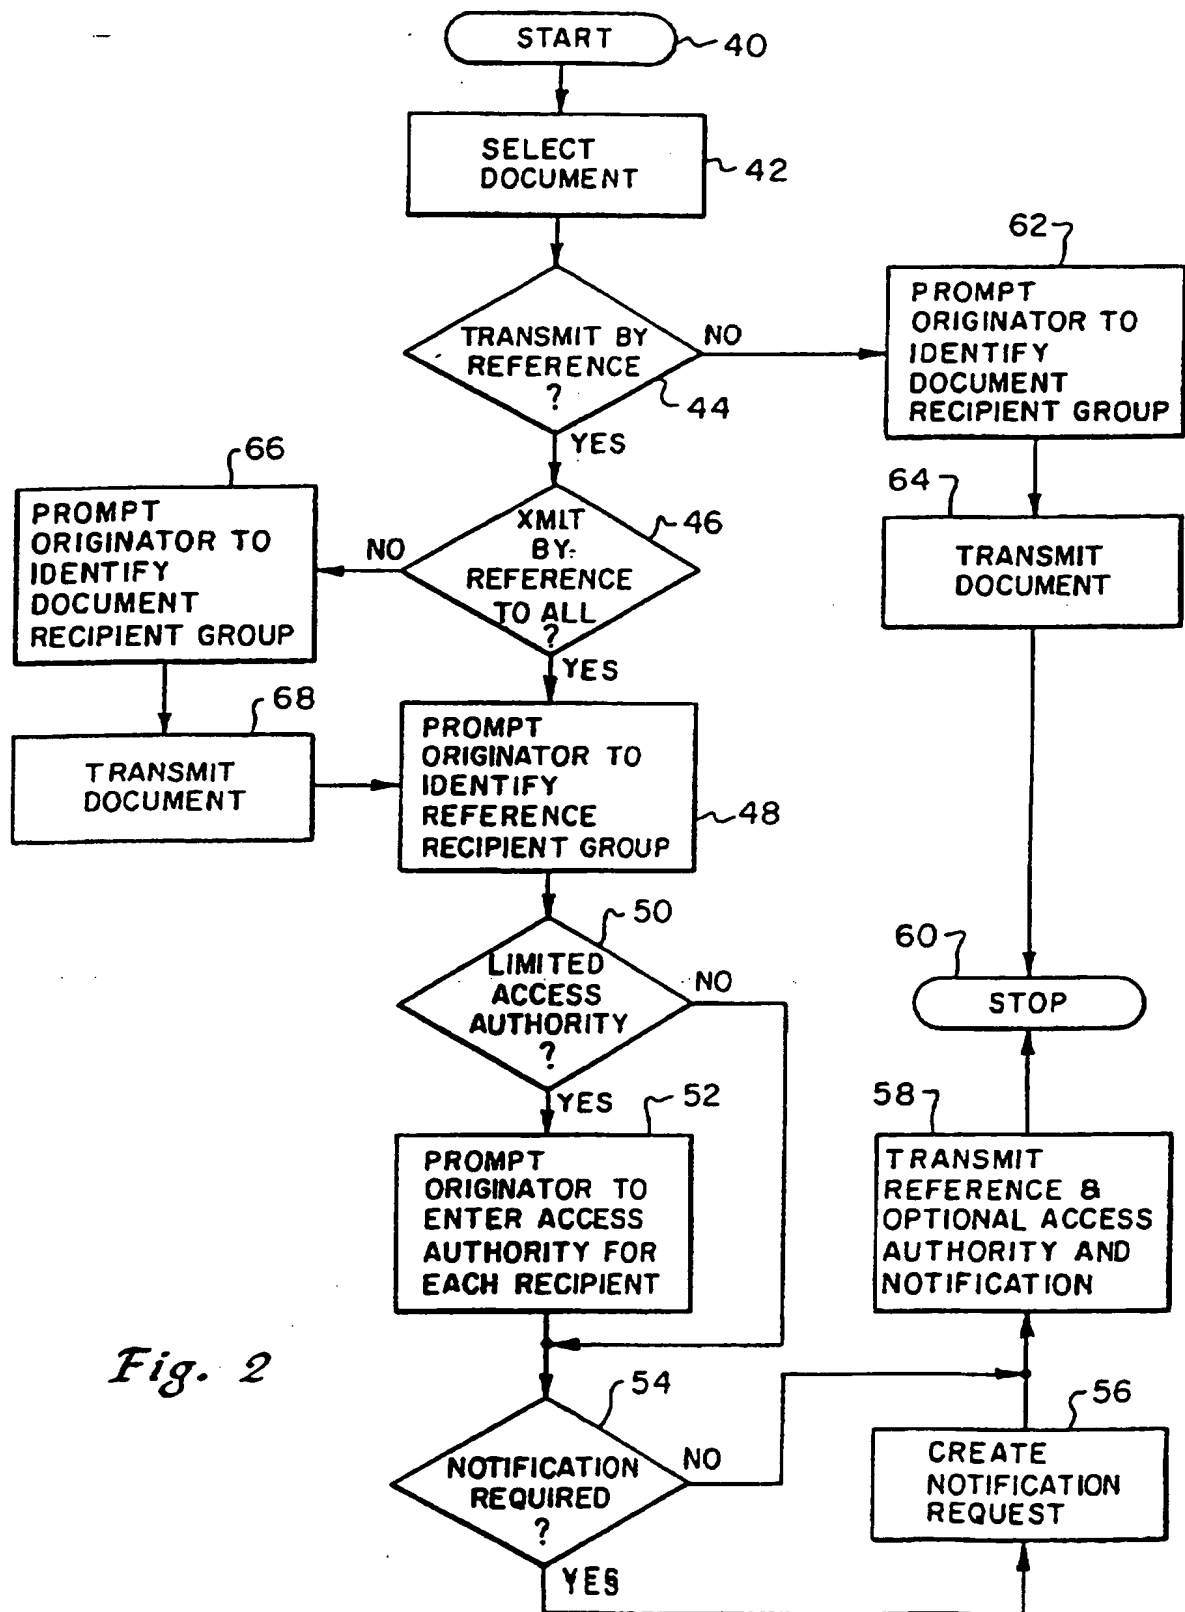 START
40
SELECT
DOCUMENT
42
TRANSMIT BY
REFERENCE
?
44
NO
YES
62
PROMPT
ORIGINATOR TO
IDENTIFY
DOCUMENT
RECIPIENT GROUP
64
TRANSMIT
DOCUMENT
XMIT
BY
REFERENCE
TO ALL
?
46
NO
YES
66
PROMPT
ORIGINATOR TO
IDENTIFY
DOCUMENT
RECIPIENT GROUP
68
TRANSMIT
DOCUMENT
PROMPT
ORIGINATOR TO
IDENTIFY
REFERENCE
RECIPIENT GROUP
48
50
LIMITED
ACCESS
AUTHORITY
?
NO
YES
52
PROMPT
ORIGINATOR TO
ENTER ACCESS
AUTHORITY FOR
EACH RECIPIENT
54
NOTIFICATION
REQUIRED
?
NO
YES
56
CREATE
NOTIFICATION
REQUEST
58
TRANSMIT
REFERENCE &
OPTIONAL ACCESS
AUTHORITY AND
NOTIFICATION
60
STOP
Fig. 2